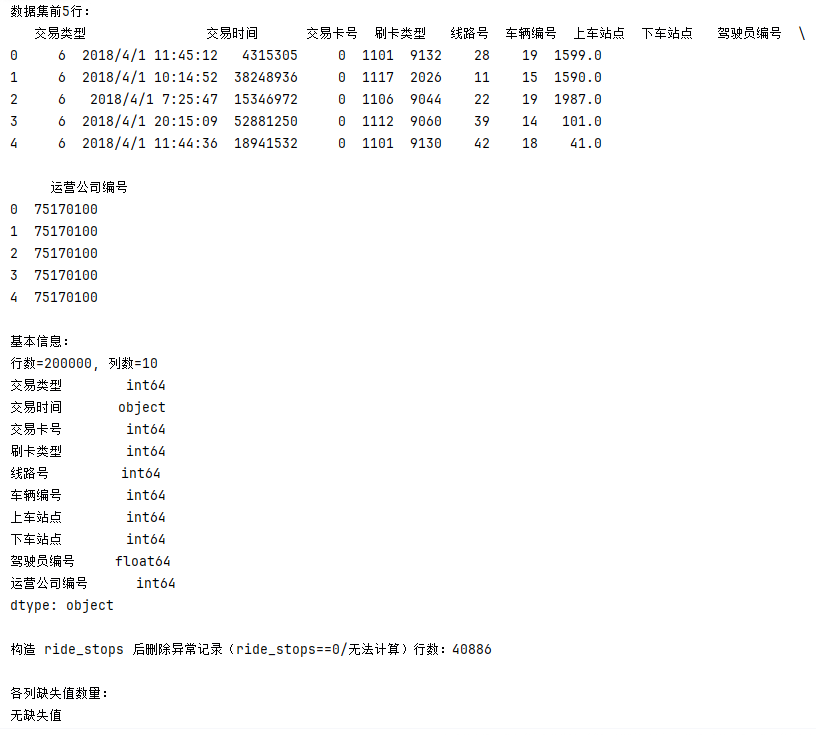 数据集前5行:
交易类型 交易时间 交易卡号 刷卡类型 线路号 车辆编号 上车站点 下车站点 驾驶员编号 \
0 6 2018/4/1 11:45:12 4315305 0 1101 9132 28 19 1599.0
1 6 2018/4/1 10:14:52 38248936 0 1117 2026 11 15 1590.0
2 6 2018/4/1 7:25:47 15346972 0 1106 9044 22 19 1987.0
3 6 2018/4/1 20:15:09 52881250 0 1112 9060 39 14 101.0
4 6 2018/4/1 11:44:36 18941532 0 1101 9130 42 18 41.0
运营公司编号
0 75170100
1 75170100
2 75170100
3 75170100
4 75170100
基本信息:
行数=200000, 列数=10
交易类型 int64
交易时间 object
交易卡号 int64
刷卡类型 int64
线路号 int64
车辆编号 int64
上车站点 int64
下车站点 int64
驾驶员编号 float64
运营公司编号 int64
dtype: object
构造 ride_stops 后删除异常记录（ride_stops==0/无法计算）行数: 40886
各列缺失值数量:
无缺失值